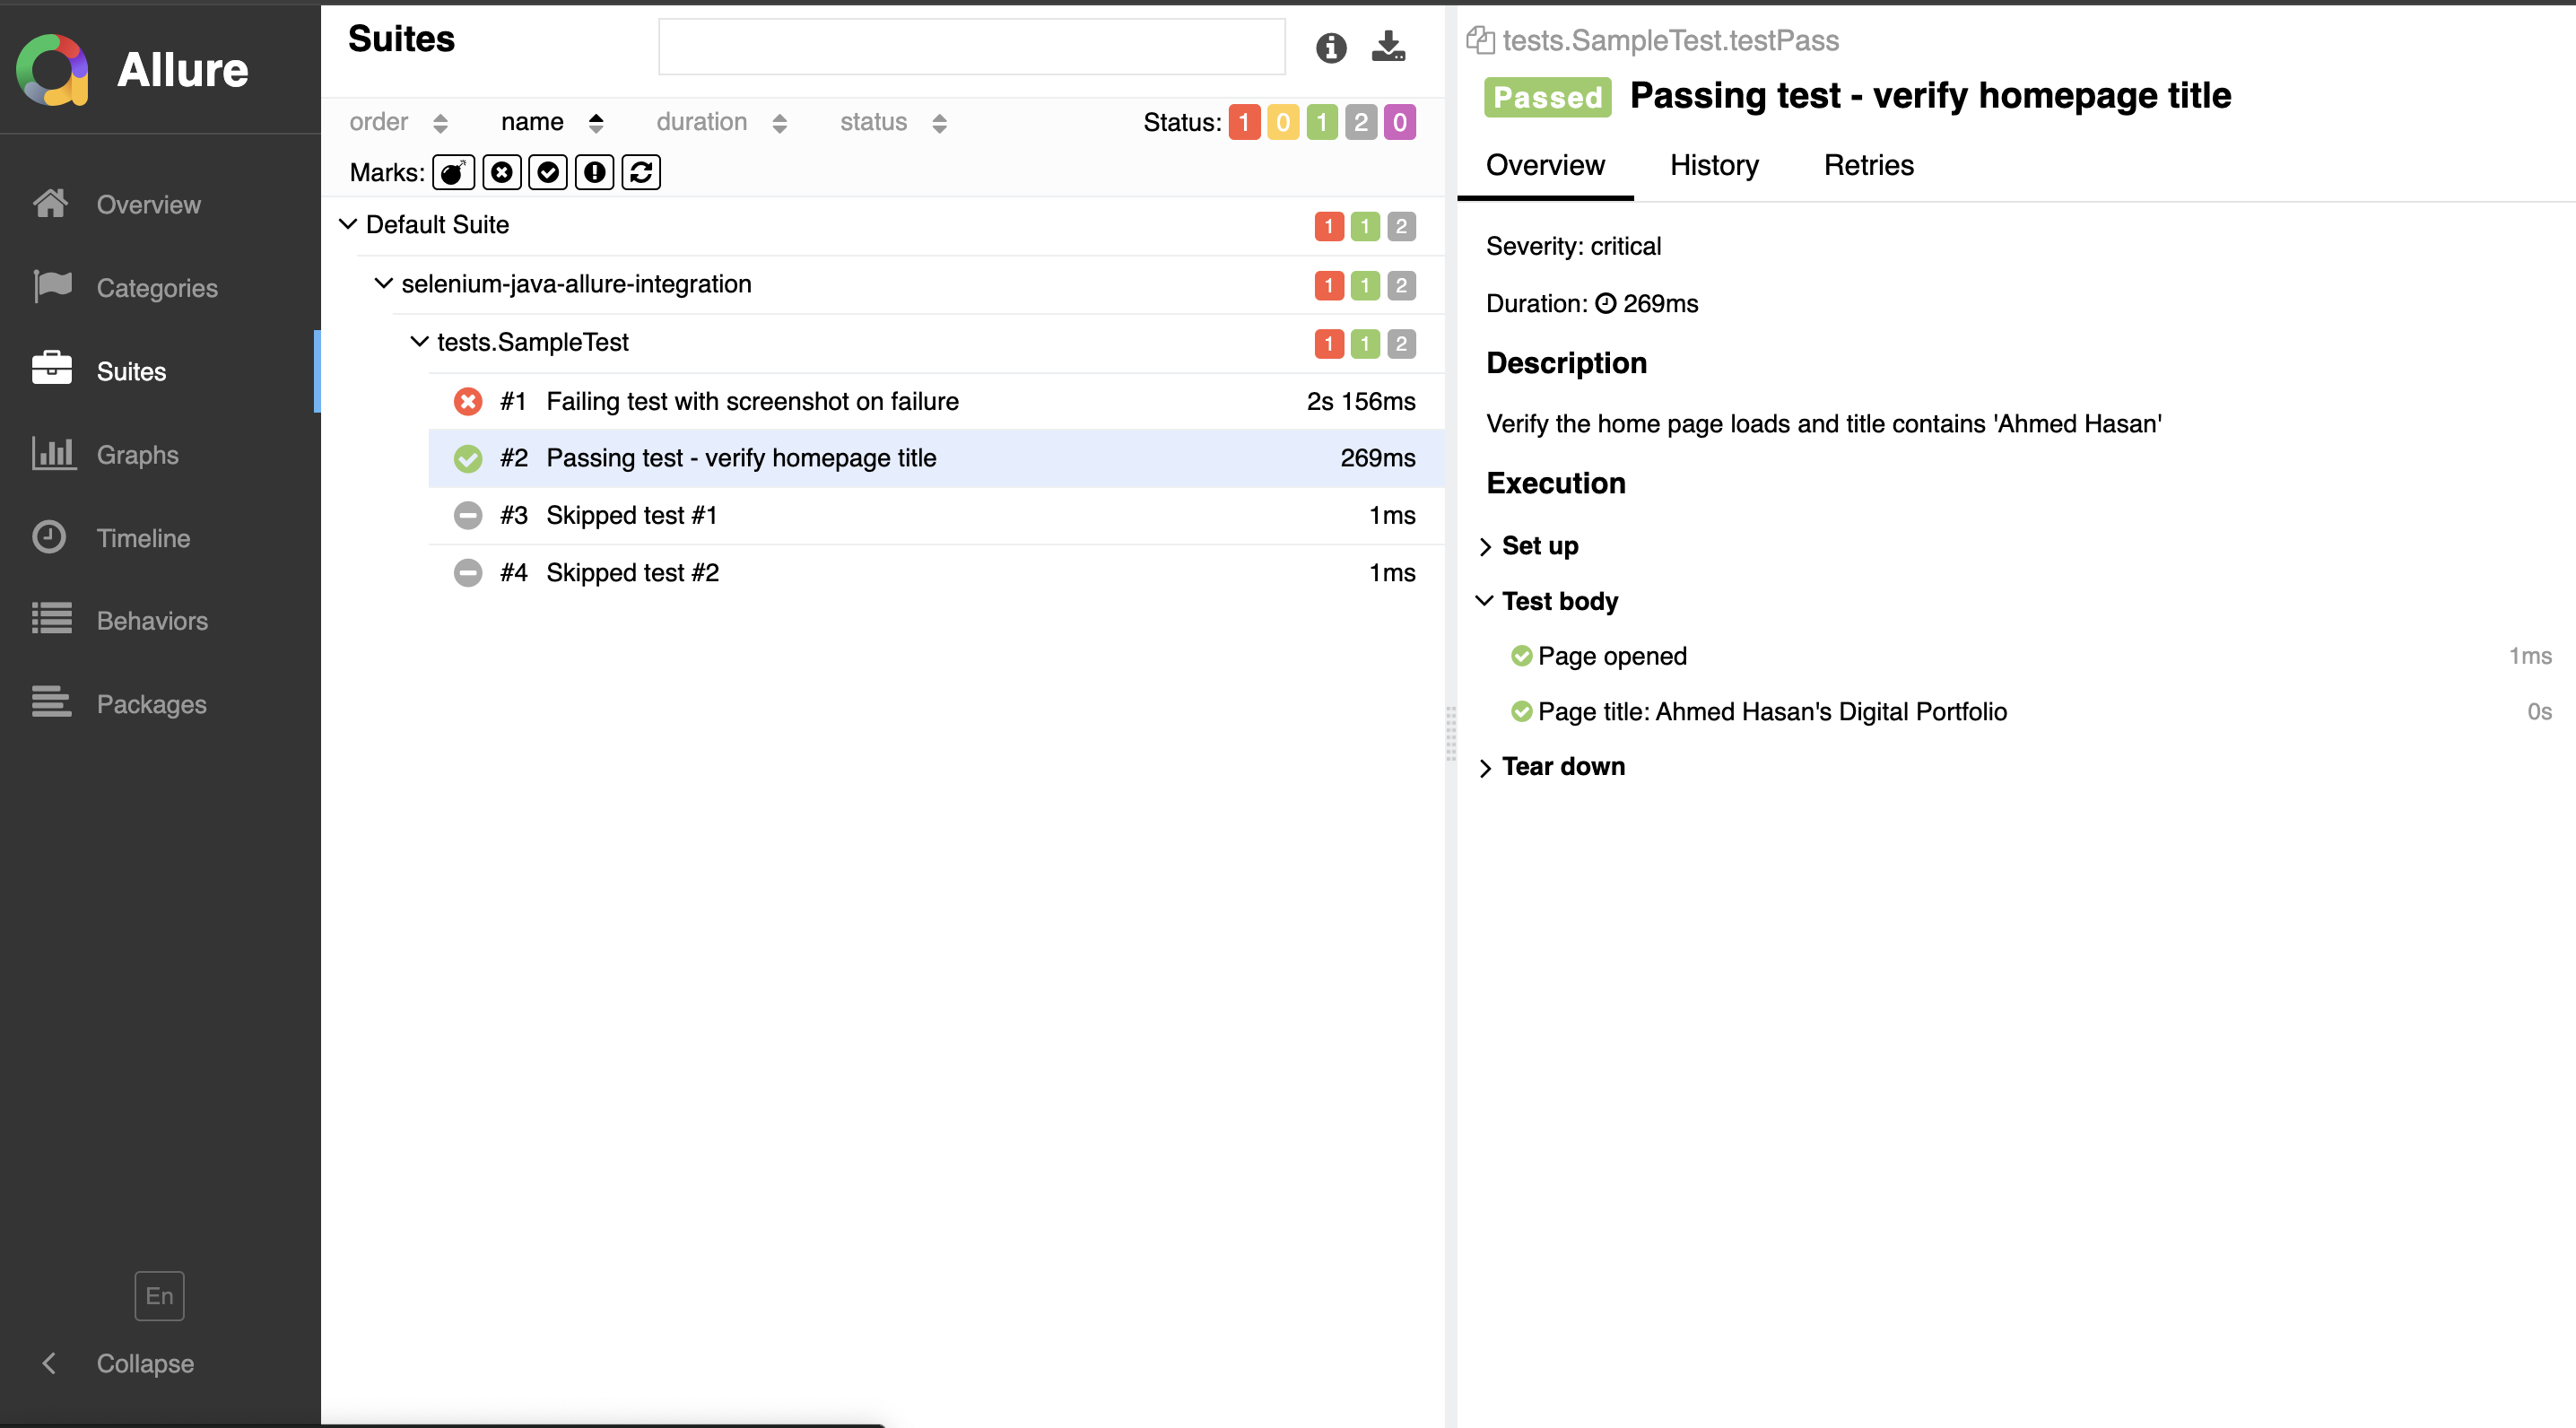 Allure
Overview
Categories
Suites
Graphs
Timeline
Behaviors
Packages
En
Collapse
Suites
order name duration status Status: 1 0 1 2 0
Marks:
Default Suite 1 1 2
selenium-java-allure-integration 1 1 2
tests.SampleTest 1 1 2
#1 Failing test with screenshot on failure 2s 156ms
#2 Passing test - verify homepage title 269ms
#3 Skipped test #1 1ms
#4 Skipped test #2 1ms
tests.SampleTest.testPass
Passed Passing test - verify homepage title
Overview History Retries
Severity: critical
Duration: 269ms
Description
Verify the home page loads and title contains 'Ahmed Hasan'
Execution
Set up
Test body
Page opened 1ms
Page title: Ahmed Hasan's Digital Portfolio 0s
Tear down